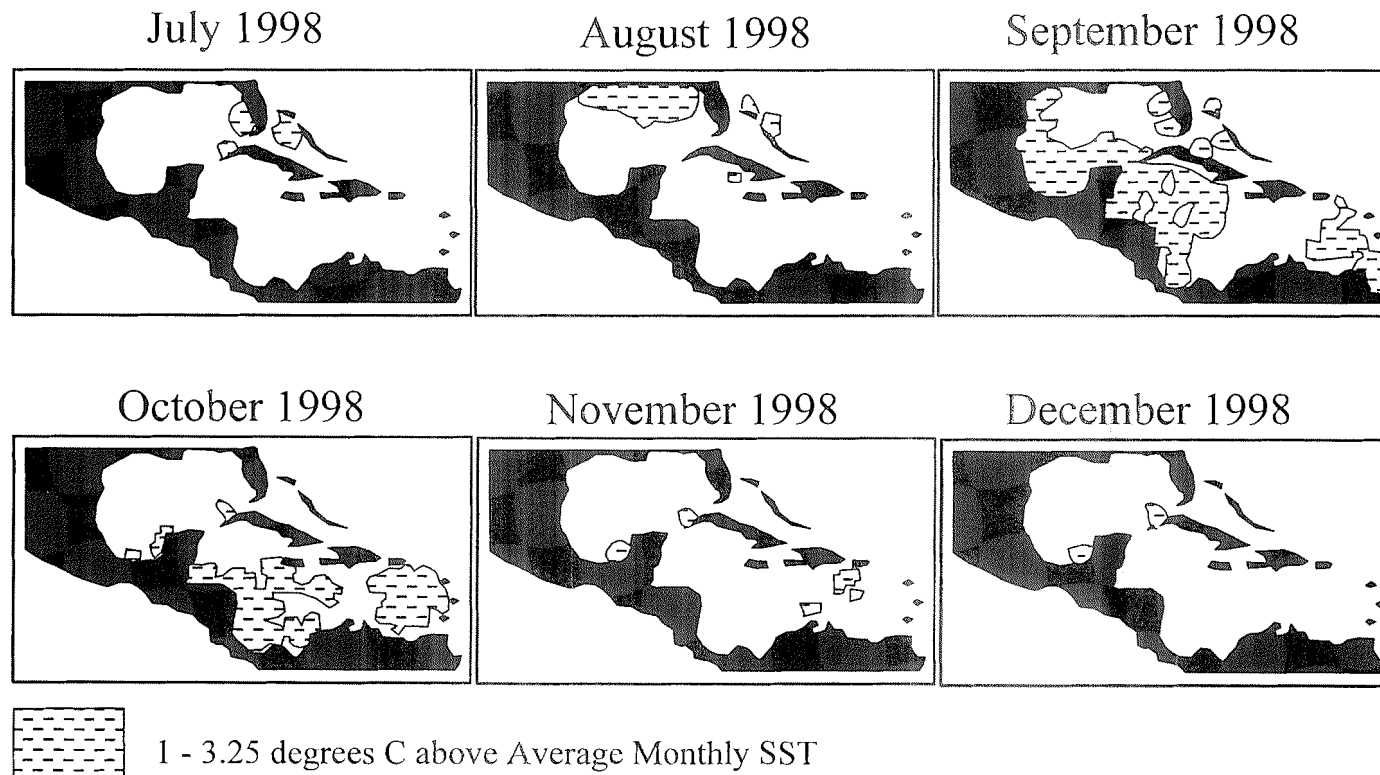 July 1998
August 1998
September 1998
October 1998
November 1998
December 1998
1 - 3.25 degrees C above Average Monthly SST